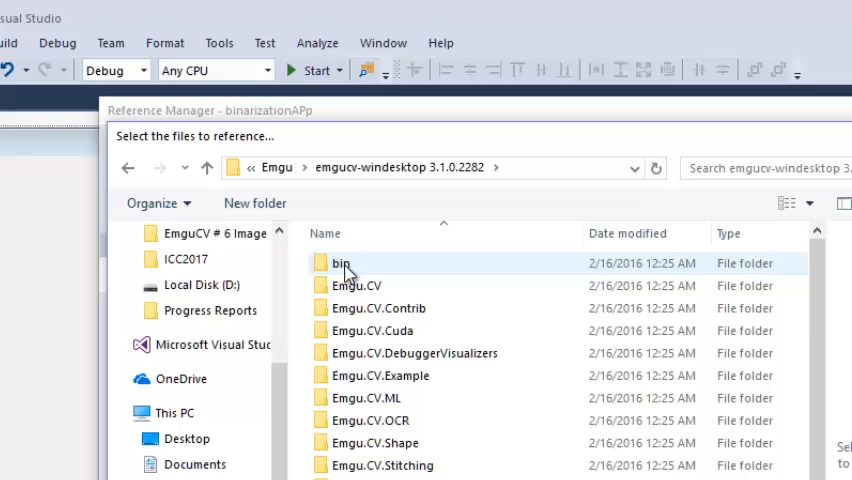 sual Studio
uild Debug Team Format Tools Test Analyze Window Help
Debug Any CPU Start
Reference Manager - binarizationAPp
Select the files to reference...
« Emgu > emgucv-windesktop 3.1.0.2282 > Search emgucv-windesktop 3.
Organize New folder
Name Date modified Type
EmguCV # 6 Image
ICC2017
Local Disk (D:)
Progress Reports
Microsoft Visual Stud
OneDrive
This PC
Desktop
Documents
bin 2/16/2016 12:25 AM File folder
Emgu.CV 2/16/2016 12:25 AM File folder
Emgu.CV.Contrib 2/16/2016 12:25 AM File folder
Emgu.CV.Cuda 2/16/2016 12:25 AM File folder
Emgu.CV.DebuggerVisualizers 2/16/2016 12:25 AM File folder
Emgu.CV.Example 2/16/2016 12:25 AM File folder
Emgu.CV.ML 2/16/2016 12:25 AM File folder
Emgu.CV.OCR 2/16/2016 12:25 AM File folder
Emgu.CV.Shape 2/16/2016 12:25 AM File folder
Emgu.CV.Stitching 2/16/2016 12:25 AM File folder
Sel
to